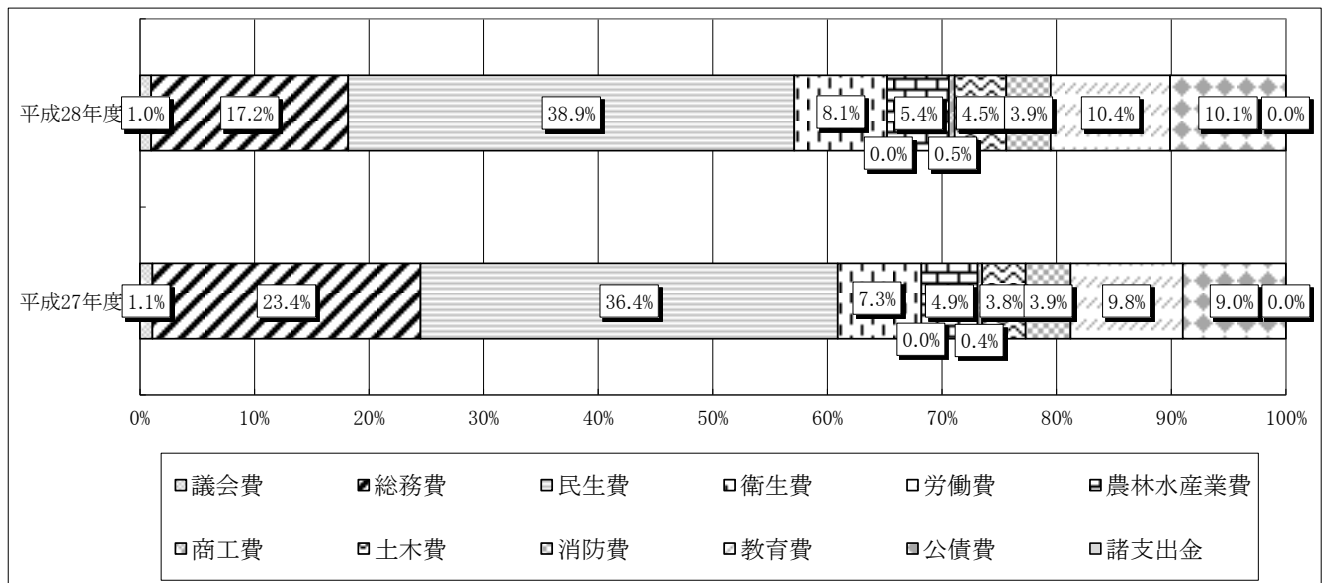 平成28年度 1.0% 17.2% 38.9% 8.1% 5.4% 4.5% 3.9% 10.4% 10.1% 0.0%
0.0% 0.5%
平成27年度 1.1% 23.4% 36.4% 7.3% 4.9% 3.8% 3.9% 9.8% 9.0% 0.0%
0.0% 0.4%
0% 10% 20% 30% 40% 50% 60% 70% 80% 90% 100%
議会費 総務費 民生費 衛生費 労働費 農林水産業費
商工費 土木費 消防費 教育費 公債費 諸支出金